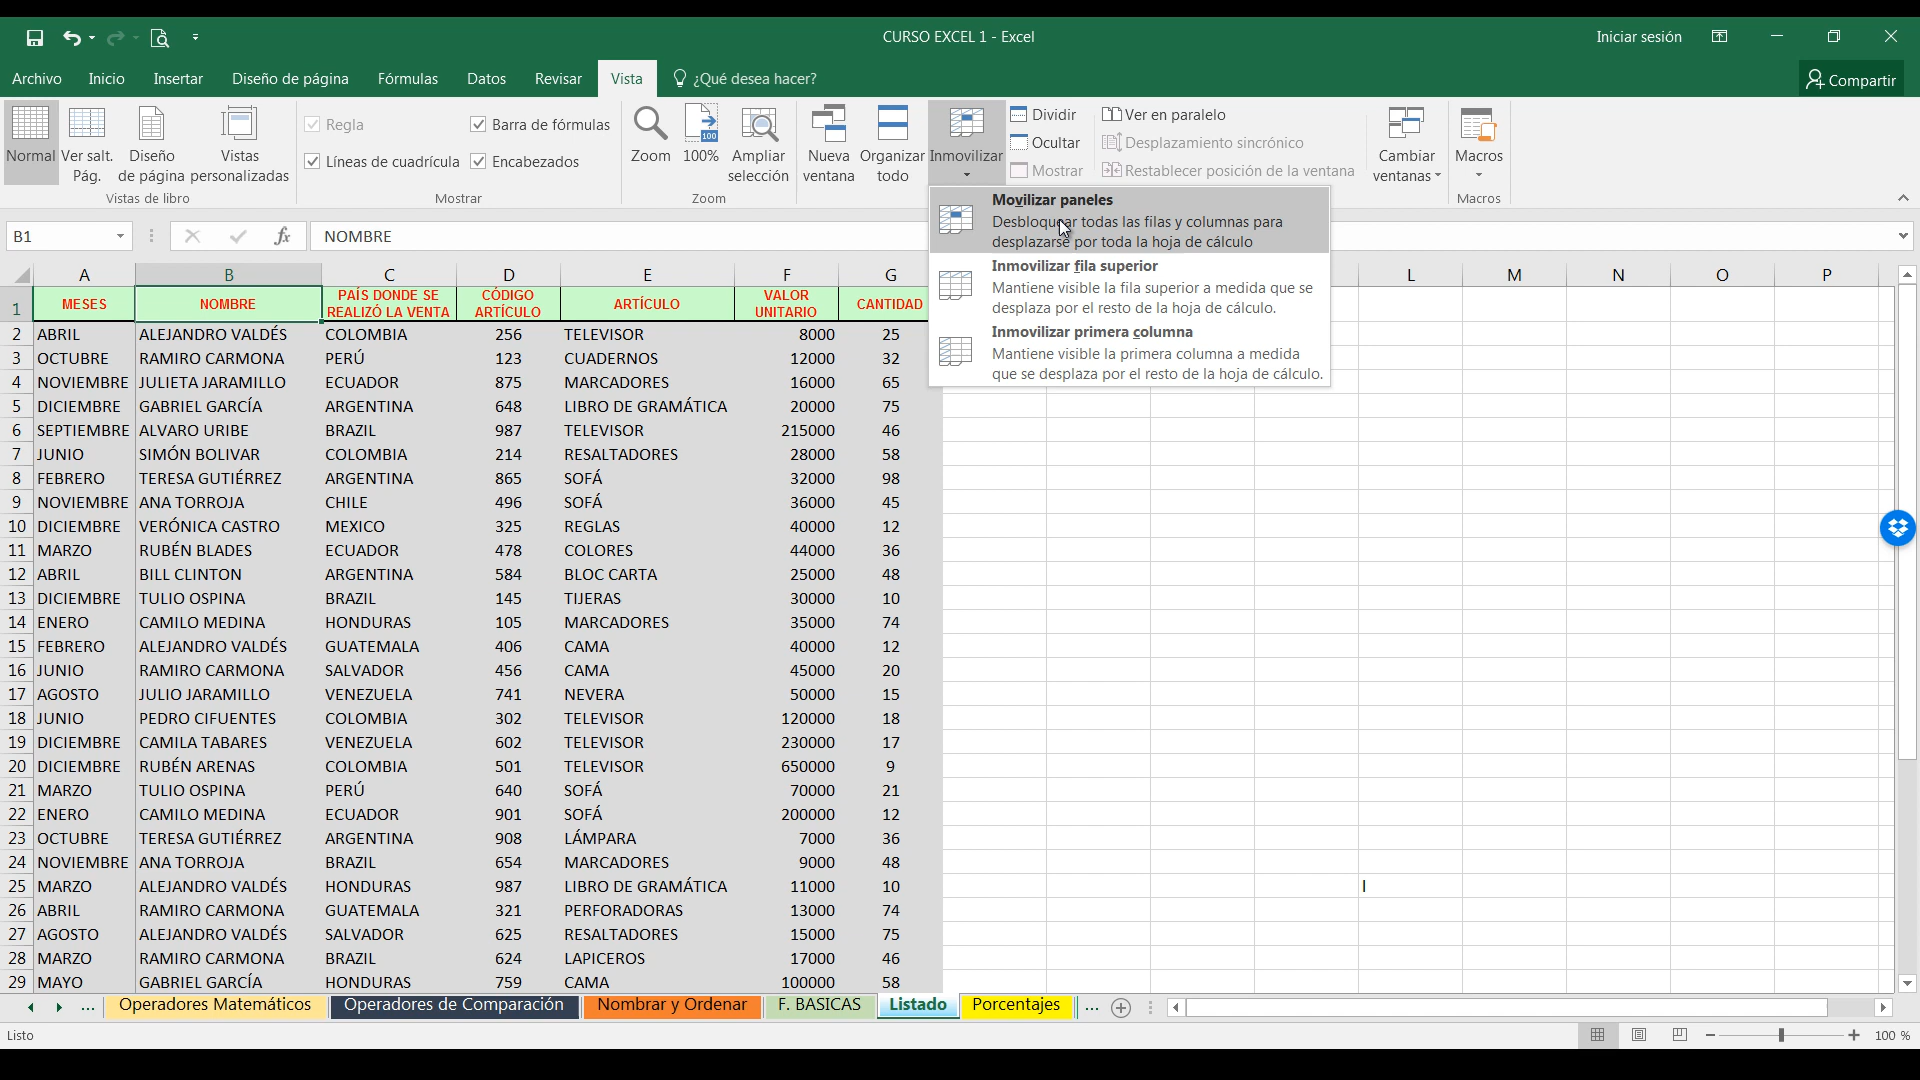 CURSO EXCEL 1 - Excel
Iniciar sesión
Archivo Inicio Insertar Diseño de página Fórmulas Datos Revisar Vista ¿Qué desea hacer? Compartir
Normal Ver salt. Pág. Diseño de página Vistas personalizadas
Vistas de libro
Regla Barra de fórmulas
Líneas de cuadrícula Encabezados
Mostrar
Zoom 100% Ampliar selección
100
Zoom
Nueva ventana Organizar todo Inmovilizar
Dividir
Ocultar
Mostrar
Ver en paralelo
Desplazamiento sincrónico
Restablecer posición de la ventana
Cambiar ventanas
Macros
Macros
Movilizar paneles
Desbloquear todas las filas y columnas para
desplazarse por toda la hoja de cálculo
Inmovilizar fila superior
Mantiene visible la fila superior a medida que se
desplaza por el resto de la hoja de cálculo.
Inmovilizar primera columna
Mantiene visible la primera columna a medida
que se desplaza por el resto de la hoja de cálculo.
B1 fx NOMBRE
A B C D E F G L M N O P
1 MESES NOMBRE PAÍS DONDE SE REALIZÓ LA VENTA CÓDIGO ARTÍCULO ARTÍCULO VALOR UNITARIO CANTIDAD
2 ABRIL ALEJANDRO VALDÉS COLOMBIA 256 TELEVISOR 8000 25
3 OCTUBRE RAMIRO CARMONA PERÚ 123 CUADERNOS 12000 32
4 NOVIEMBRE JULIETA JARAMILLO ECUADOR 875 MARCADORES 16000 65
5 DICIEMBRE GABRIEL GARCÍA ARGENTINA 648 LIBRO DE GRAMÁTICA 20000 75
6 SEPTIEMBRE ALVARO URIBE BRAZIL 987 TELEVISOR 215000 46
7 JUNIO SIMÓN BOLIVAR COLOMBIA 214 RESALTADORES 28000 58
8 FEBRERO TERESA GUTIÉRREZ ARGENTINA 865 SOFÁ 32000 98
9 NOVIEMBRE ANA TORROJA CHILE 496 SOFÁ 36000 45
10 DICIEMBRE VERÓNICA CASTRO MEXICO 325 REGLAS 40000 12
11 MARZO RUBÉN BLADES ECUADOR 478 COLORES 44000 36
12 ABRIL BILL CLINTON ARGENTINA 584 BLOC CARTA 25000 48
13 DICIEMBRE TULIO OSPINA BRAZIL 145 TIJERAS 30000 10
14 ENERO CAMILO MEDINA HONDURAS 105 MARCADORES 35000 74
15 FEBRERO ALEJANDRO VALDÉS GUATEMALA 406 CAMA 40000 12
16 JUNIO RAMIRO CARMONA SALVADOR 456 CAMA 45000 20
17 AGOSTO JULIO JARAMILLO VENEZUELA 741 NEVERA 50000 15
18 JUNIO PEDRO CIFUENTES COLOMBIA 302 TELEVISOR 120000 18
19 DICIEMBRE CAMILA TABARES VENEZUELA 602 TELEVISOR 230000 17
20 DICIEMBRE RUBÉN ARENAS COLOMBIA 501 TELEVISOR 650000 9
21 MARZO TULIO OSPINA PERÚ 640 SOFÁ 70000 21
22 ENERO CAMILO MEDINA ECUADOR 901 SOFÁ 200000 12
23 OCTUBRE TERESA GUTIÉRREZ ARGENTINA 908 LÁMPARA 7000 36
24 NOVIEMBRE ANA TORROJA BRAZIL 654 MARCADORES 9000 48
25 MARZO ALEJANDRO VALDÉS HONDURAS 987 LIBRO DE GRAMÁTICA 11000 10
26 ABRIL RAMIRO CARMONA GUATEMALA 321 PERFORADORAS 13000 74
27 AGOSTO ALEJANDRO VALDÉS SALVADOR 625 RESALTADORES 15000 75
28 MARZO RAMIRO CARMONA BRAZIL 624 LAPICEROS 17000 46
29 MAYO GABRIEL GARCÍA HONDURAS 759 CAMA 100000 58
... Operadores Matemáticos Operadores de Comparación Nombrar y Ordenar F. BASICAS Listado Porcentajes ...
Listo 100 %